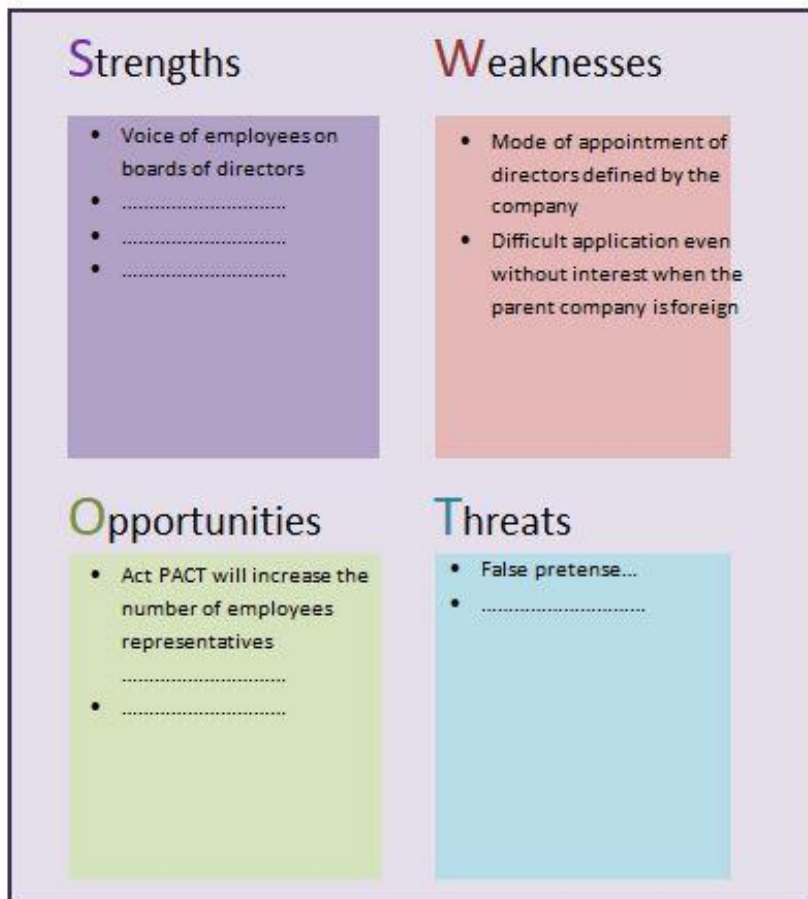 Strengths
Voice of employees on
boards of directors
................................
................................
................................
Weaknesses
Mode of appointment of
directors defined by the
company
Difficult application even
without interest when the
parent company is foreign
Opportunities
Act PACT will increase the
number of employees
representatives
................................
................................
Threats
False pretense...
................................